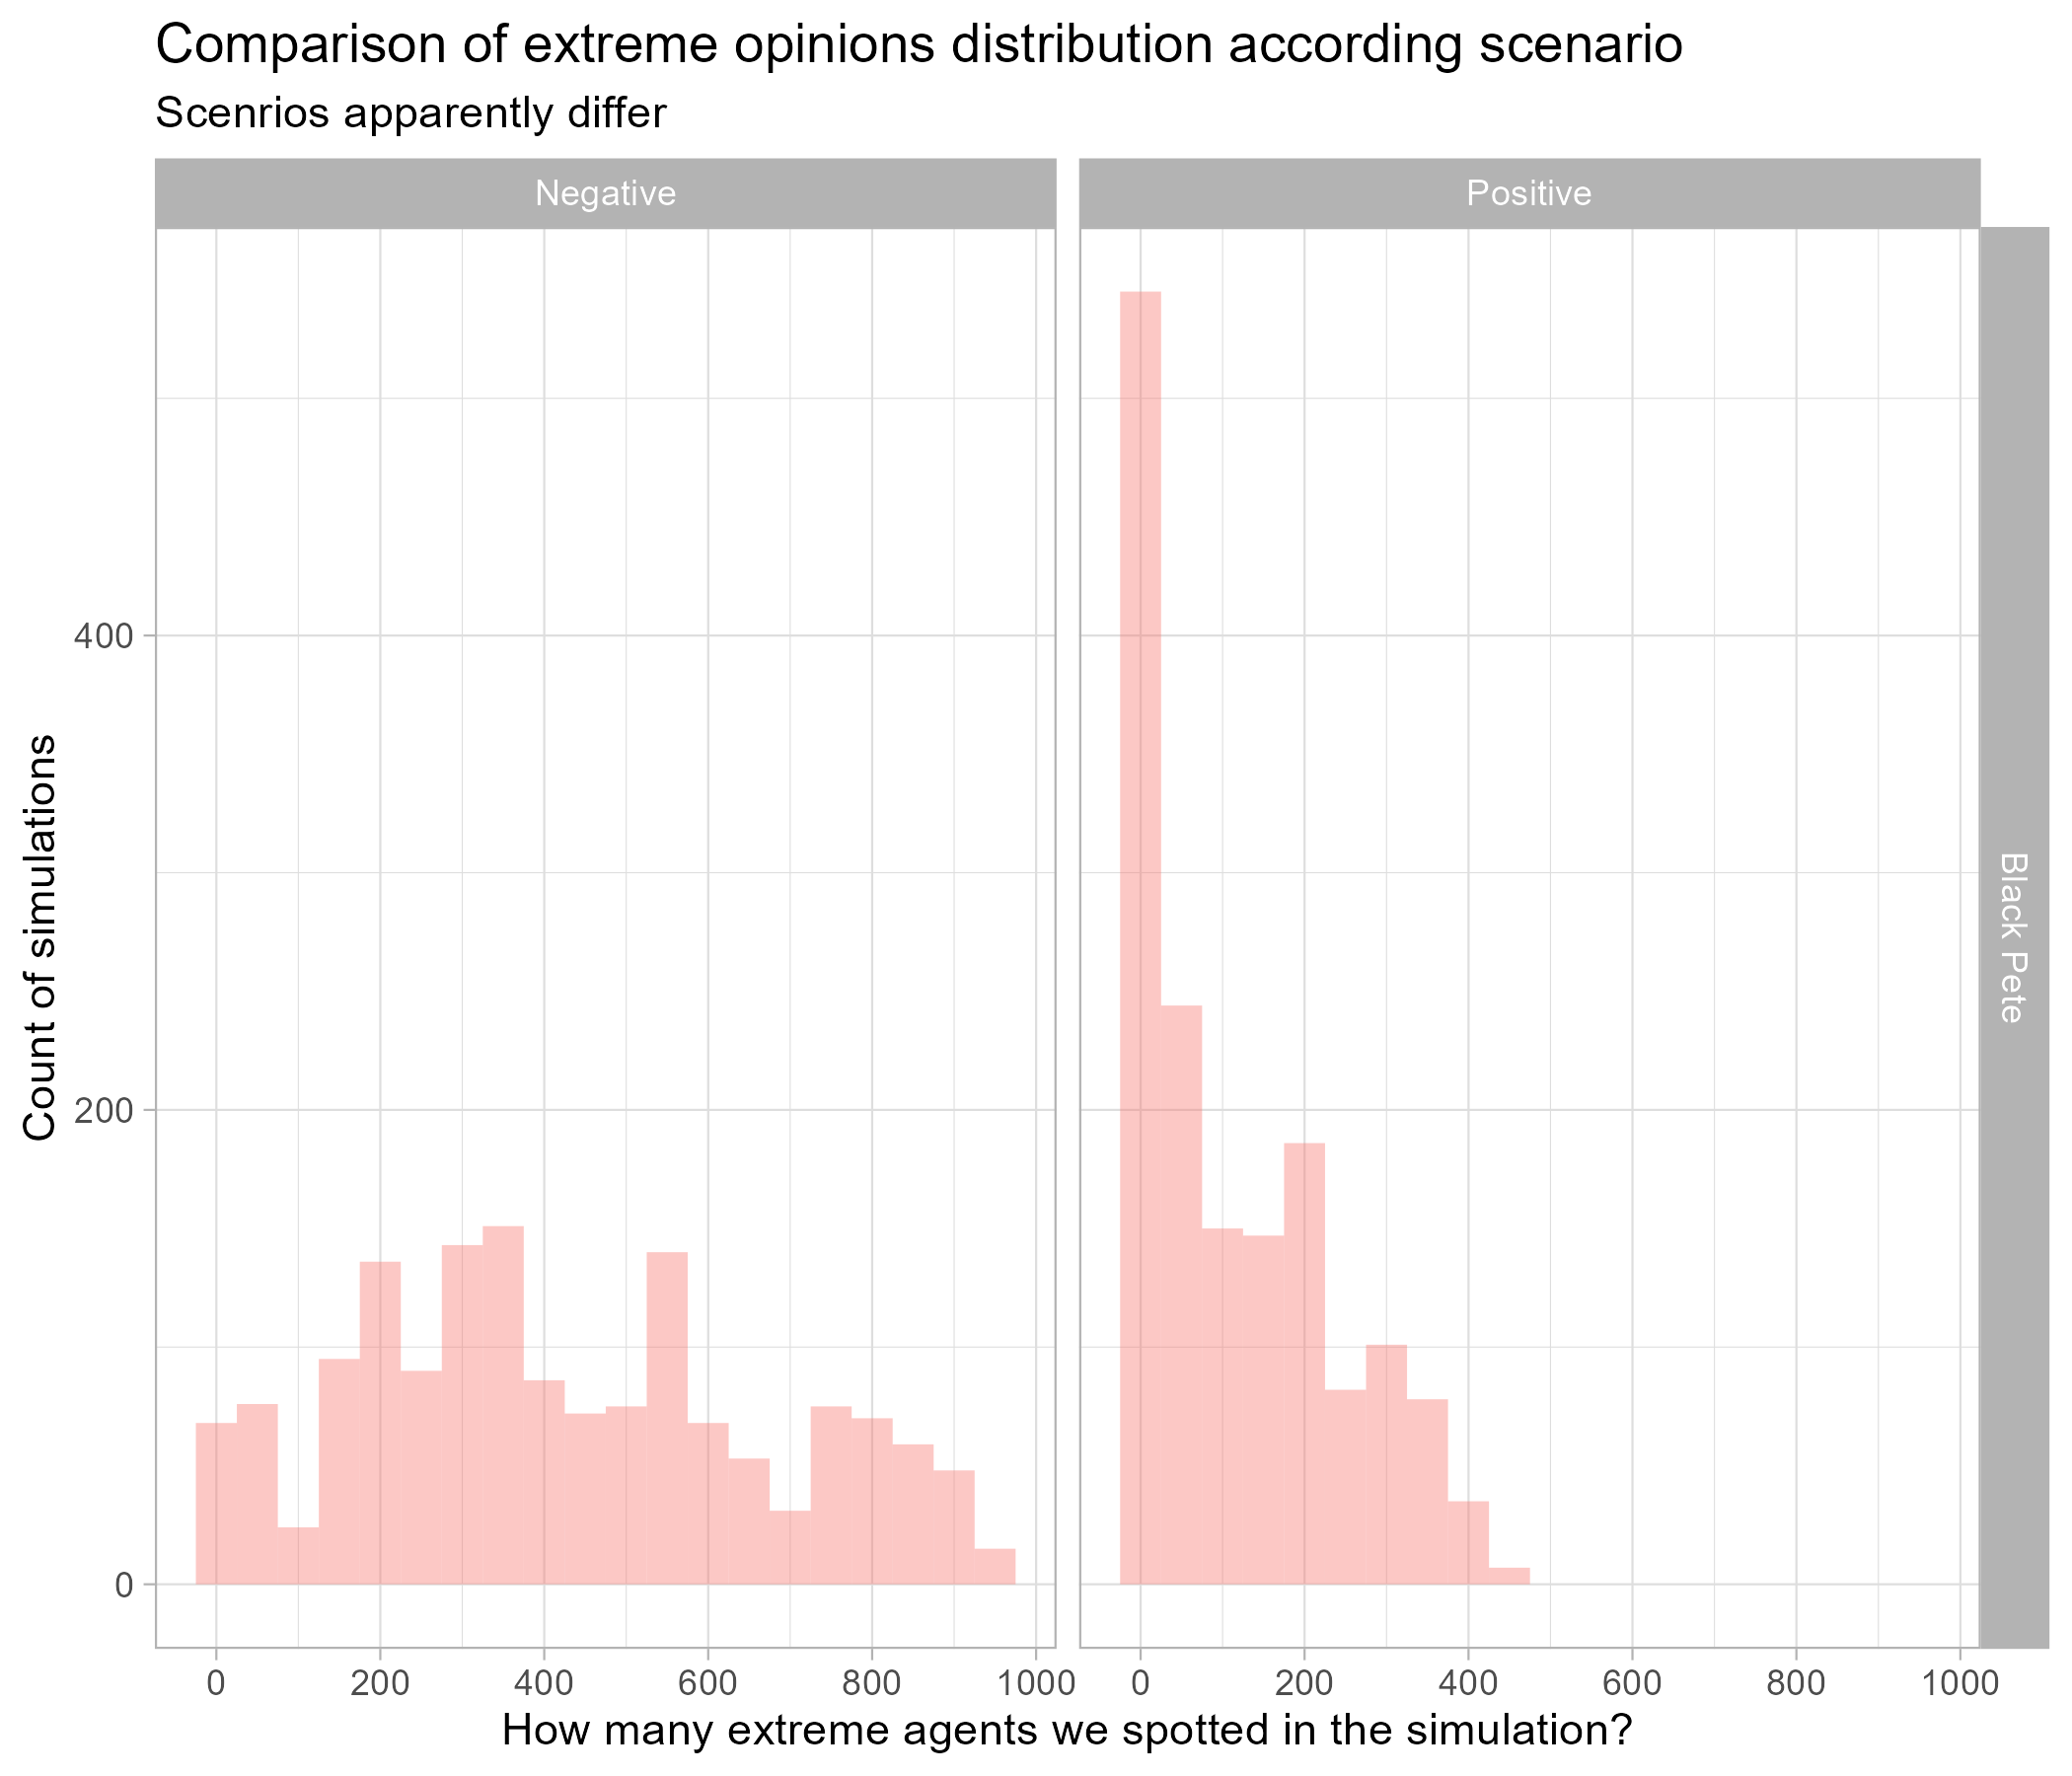 Comparison of extreme opinions distribution according scenario
Scenrios apparently differ
Negative
Positive
Black Pete
Count of simulations
400
200
0
0 200 400 600 800 1000 0 200 400 600 800 1000
How many extreme agents we spotted in the simulation?